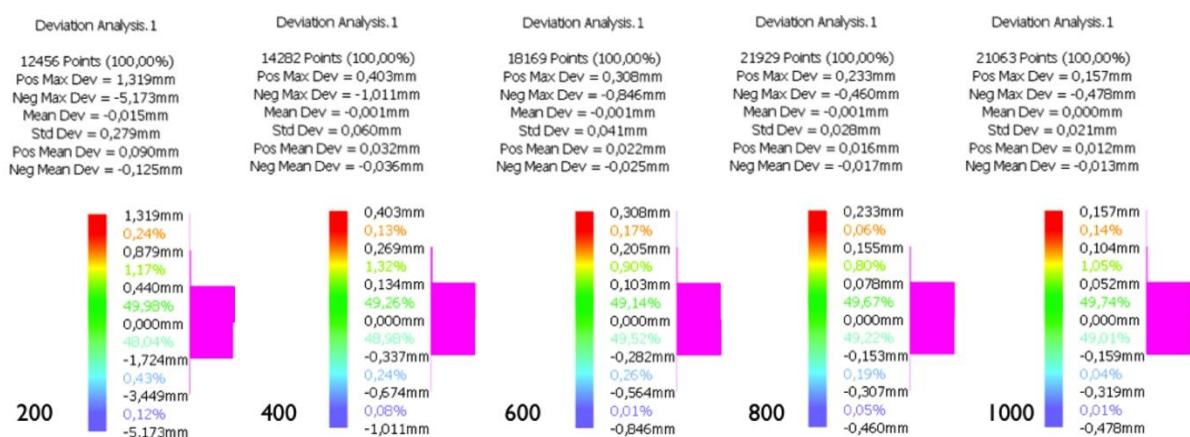 Deviation Analysis.1
12456 Points (100,00%)
Pos Max Dev = 1,319mm
Neg Max Dev = -5,173mm
Mean Dev = -0,015mm
Std Dev = 0,279mm
Pos Mean Dev = 0,090mm
Neg Mean Dev = -0,125mm
1,319mm
0,24%
0,879mm
1,17%
0,440mm
49,98%
0,000mm
48,04%
-1,724mm
0,43%
-3,449mm
0,12%
-5,173mm
200
Deviation Analysis.1
14282 Points (100,00%)
Pos Max Dev = 0,403mm
Neg Max Dev = -1,011mm
Mean Dev = -0,001mm
Std Dev = 0,060mm
Pos Mean Dev = 0,032mm
Neg Mean Dev = -0,036mm
0,403mm
0,13%
0,269mm
1,32%
0,134mm
49,26%
0,000mm
48,98%
-0,337mm
0,24%
-0,674mm
0,08%
-1,011mm
400
Deviation Analysis.1
18169 Points (100,00%)
Pos Max Dev = 0,308mm
Neg Max Dev = -0,846mm
Mean Dev = -0,001mm
Std Dev = 0,041mm
Pos Mean Dev = 0,022mm
Neg Mean Dev = -0,025mm
0,308mm
0,17%
0,205mm
0,90%
0,103mm
49,14%
0,000mm
49,52%
-0,282mm
0,26%
-0,564mm
0,01%
-0,846mm
600
Deviation Analysis.1
21929 Points (100,00%)
Pos Max Dev = 0,233mm
Neg Max Dev = -0,460mm
Mean Dev = -0,001mm
Std Dev = 0,028mm
Pos Mean Dev = 0,016mm
Neg Mean Dev = -0,017mm
0,233mm
0,06%
0,155mm
0,80%
0,078mm
49,67%
0,000mm
49,22%
-0,153mm
0,19%
-0,307mm
0,05%
-0,460mm
800
Deviation Analysis.1
21063 Points (100,00%)
Pos Max Dev = 0,157mm
Neg Max Dev = -0,478mm
Mean Dev = 0,000mm
Std Dev = 0,021mm
Pos Mean Dev = 0,012mm
Neg Mean Dev = -0,013mm
0,157mm
0,14%
0,104mm
1,05%
0,052mm
49,74%
0,000mm
49,01%
-0,159mm
0,04%
-0,319mm
0,01%
-0,478mm
1000